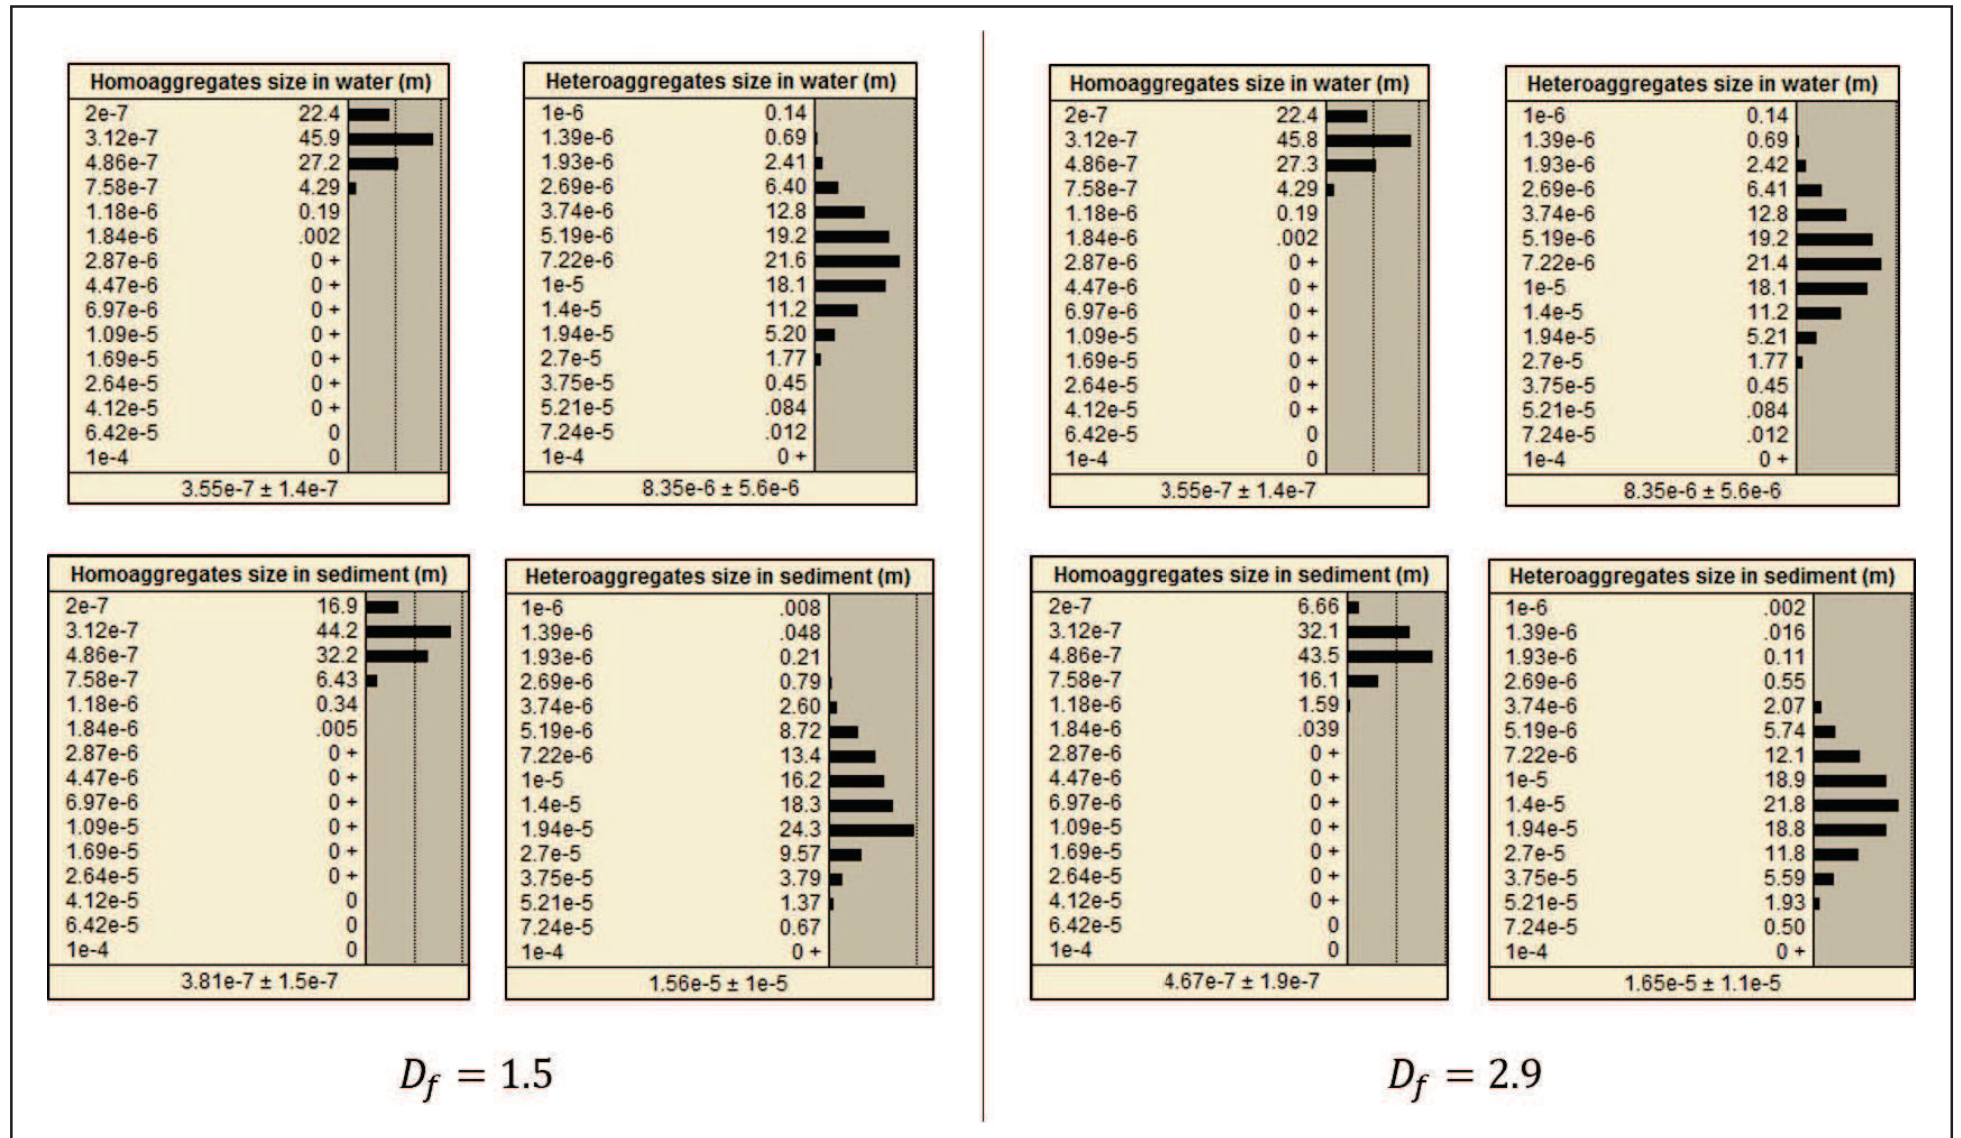 Homoaggregates size in water (m)
2e-7 22.4
3.12e-7 45.9
4.86e-7 27.2
7.58e-7 4.29
1.18e-6 0.19
1.84e-6 .002
2.87e-6 0 +
4.47e-6 0 +
6.97e-6 0 +
1.09e-5 0 +
1.69e-5 0 +
2.64e-5 0 +
4.12e-5 0 +
6.42e-5 0
1e-4 0
3.55e-7 ± 1.4e-7
Heteroaggregates size in water (m)
1e-6 0.14
1.39e-6 0.69
1.93e-6 2.41
2.69e-6 6.40
3.74e-6 12.8
5.19e-6 19.2
7.22e-6 21.6
1e-5 18.1
1.4e-5 11.2
1.94e-5 5.20
2.7e-5 1.77
3.75e-5 0.45
5.21e-5 .084
7.24e-5 .012
1e-4 0 +
8.35e-6 ± 5.6e-6
Homoaggregates size in sediment (m)
2e-7 16.9
3.12e-7 44.2
4.86e-7 32.2
7.58e-7 6.43
1.18e-6 0.34
1.84e-6 .005
2.87e-6 0 +
4.47e-6 0 +
6.97e-6 0 +
1.09e-5 0 +
1.69e-5 0 +
2.64e-5 0 +
4.12e-5 0
6.42e-5 0
1e-4 0
3.81e-7 ± 1.5e-7
Heteroaggregates size in sediment (m)
1e-6 .008
1.39e-6 .048
1.93e-6 0.21
2.69e-6 0.79
3.74e-6 2.60
5.19e-6 8.72
7.22e-6 13.4
1e-5 16.2
1.4e-5 18.3
1.94e-5 24.3
2.7e-5 9.57
3.75e-5 3.79
5.21e-5 1.37
7.24e-5 0.67
1e-4 0 +
1.56e-5 ± 1e-5
D_f = 1.5
Homoaggregates size in water (m)
2e-7 22.4
3.12e-7 45.8
4.86e-7 27.3
7.58e-7 4.29
1.18e-6 0.19
1.84e-6 .002
2.87e-6 0 +
4.47e-6 0 +
6.97e-6 0 +
1.09e-5 0 +
1.69e-5 0 +
2.64e-5 0 +
4.12e-5 0 +
6.42e-5 0
1e-4 0
3.55e-7 ± 1.4e-7
Heteroaggregates size in water (m)
1e-6 0.14
1.39e-6 0.69
1.93e-6 2.42
2.69e-6 6.41
3.74e-6 12.8
5.19e-6 19.2
7.22e-6 21.4
1e-5 18.1
1.4e-5 11.2
1.94e-5 5.21
2.7e-5 1.77
3.75e-5 0.45
5.21e-5 .084
7.24e-5 .012
1e-4 0 +
8.35e-6 ± 5.6e-6
Homoaggregates size in sediment (m)
2e-7 6.66
3.12e-7 32.1
4.86e-7 43.5
7.58e-7 16.1
1.18e-6 1.59
1.84e-6 .039
2.87e-6 0 +
4.47e-6 0 +
6.97e-6 0 +
1.09e-5 0 +
1.69e-5 0 +
2.64e-5 0 +
4.12e-5 0 +
6.42e-5 0
1e-4 0
4.67e-7 ± 1.9e-7
Heteroaggregates size in sediment (m)
1e-6 .002
1.39e-6 .016
1.93e-6 0.11
2.69e-6 0.55
3.74e-6 2.07
5.19e-6 5.74
7.22e-6 12.1
1e-5 18.9
1.4e-5 21.8
1.94e-5 18.8
2.7e-5 11.8
3.75e-5 5.59
5.21e-5 1.93
7.24e-5 0.50
1e-4 0 +
1.65e-5 ± 1.1e-5
D_f = 2.9